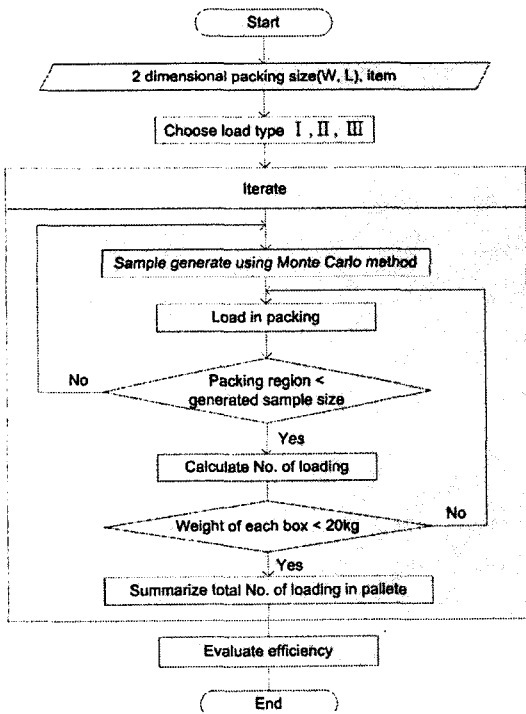 Start
2 dimensional packing size(W, L), item
Choose load type Ⅰ, Ⅱ, Ⅲ
Iterate
Sample generate using Monte Carlo method
Load in packing
No
Packing region <
generated sample size
Yes
Calculate No. of loading
Weight of each box < 20kg
No
Yes
Summarize total No. of loading in pallete
Evaluate efficiency
End